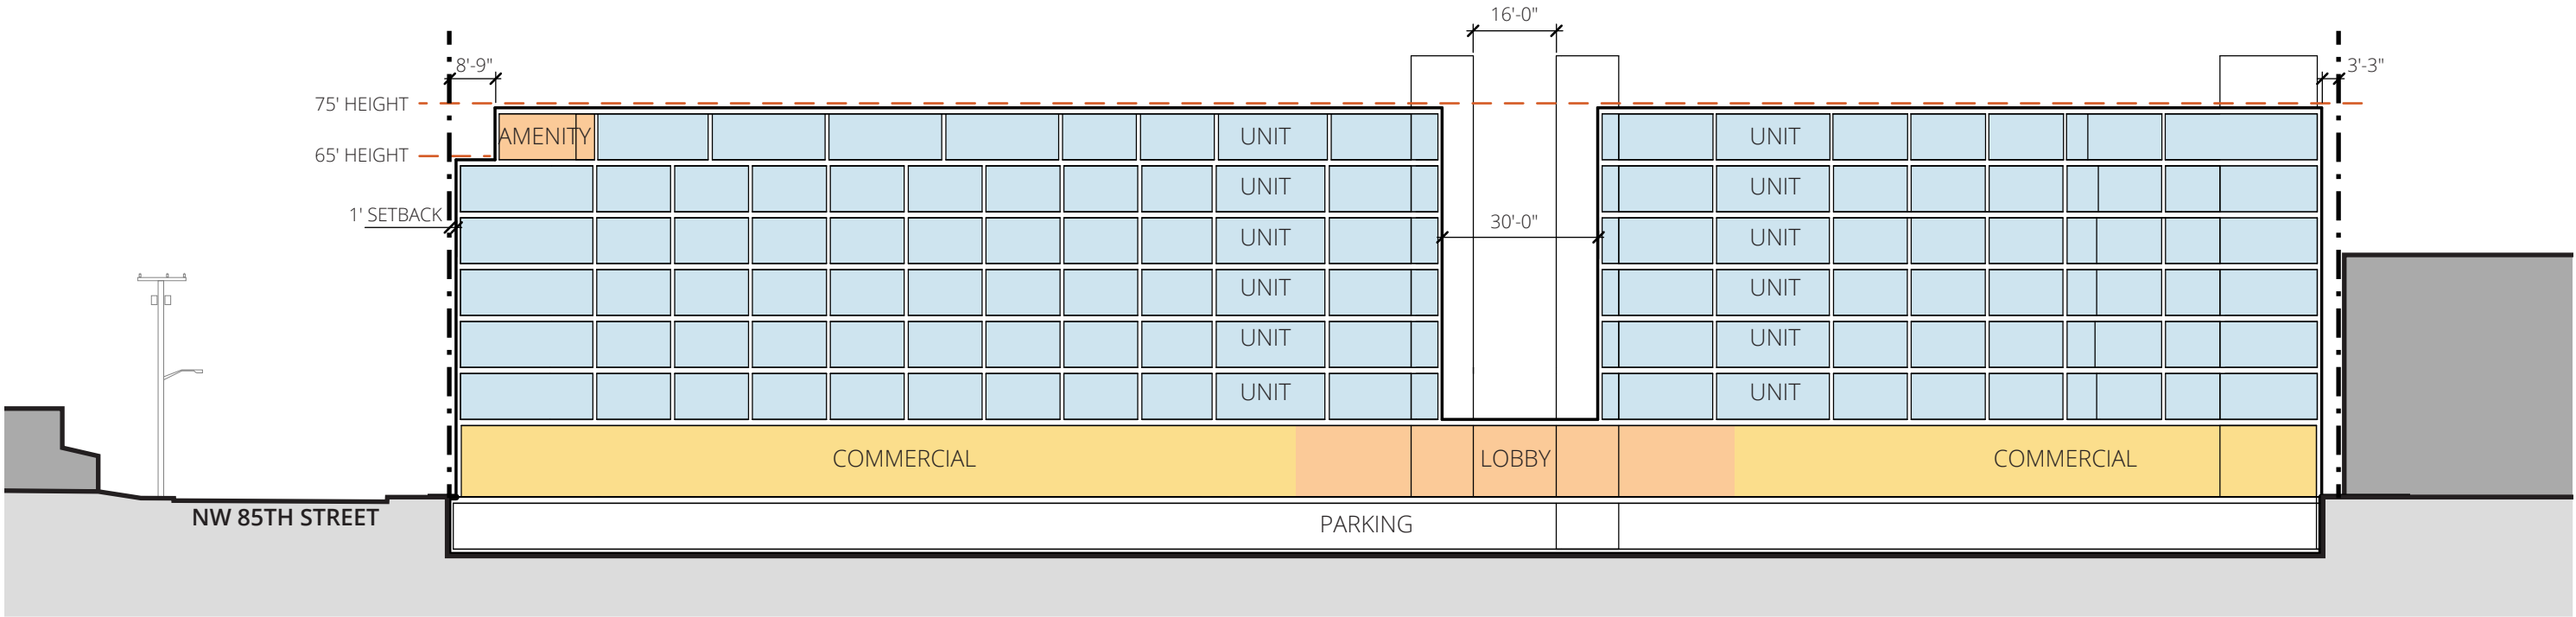 16'-0"
8'-9"
3'-3"
75' HEIGHT
AMENITY UNIT UNIT
65' HEIGHT
UNIT UNIT
1' SETBACK
30'-0"
UNIT UNIT
UNIT UNIT
UNIT UNIT
UNIT UNIT
COMMERCIAL LOBBY COMMERCIAL
NW 85TH STREET
PARKING